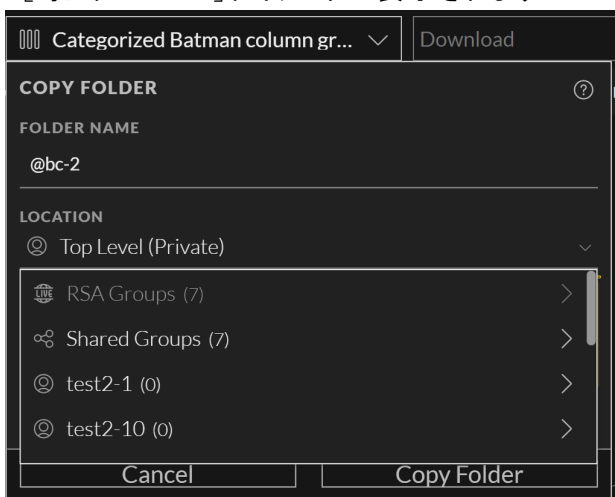 Categorized Batman column gr...
Download
COPY FOLDER
FOLDER NAME
@bc-2
LOCATION
Top Level (Private)
LIVE RSA Groups (7)
Shared Groups (7)
test2-1 (0)
test2-10 (0)
Cancel
Copy Folder